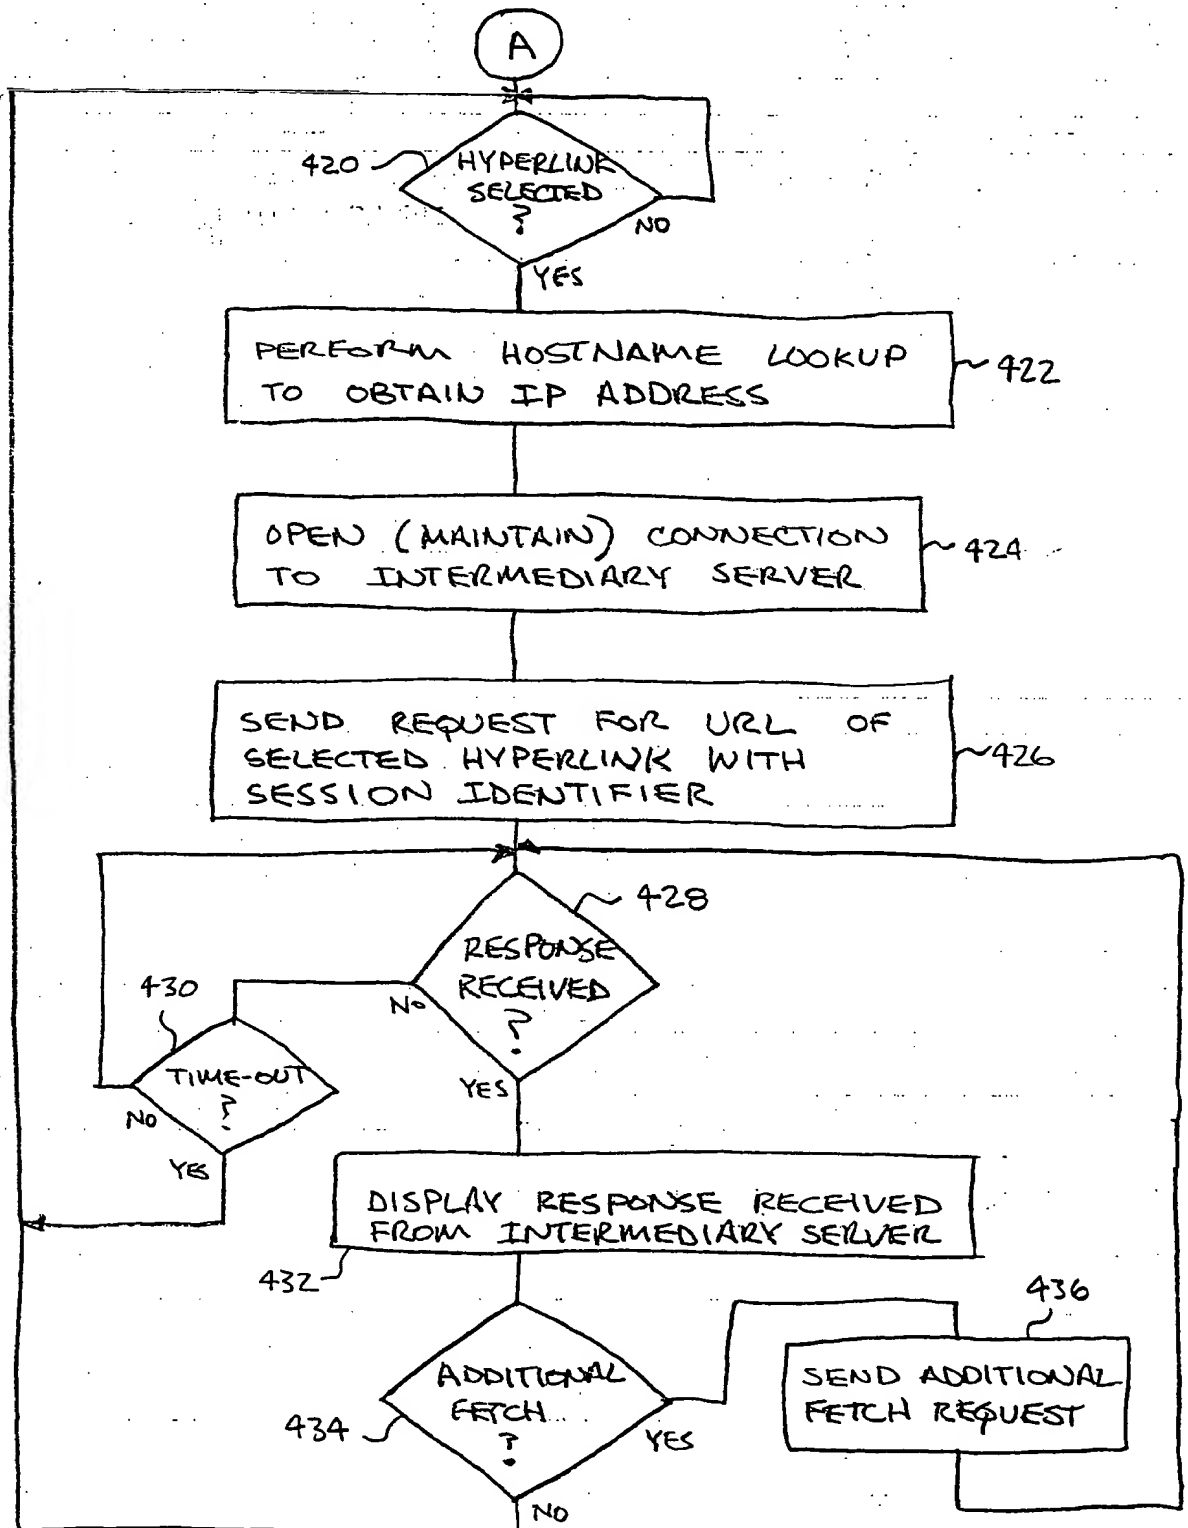 A
420
HYPERLINK
SELECTED
?
NO
YES
PERFORM HOSTNAME LOOKUP
TO OBTAIN IP ADDRESS
422
OPEN (MAINTAIN) CONNECTION
TO INTERMEDIARY SERVER
424
SEND REQUEST FOR URL OF
SELECTED HYPERLINK WITH
SESSION IDENTIFIER
426
428
RESPONSE
RECEIVED
?
NO
YES
430
TIME-OUT
?
NO
YES
DISPLAY RESPONSE RECEIVED
FROM INTERMEDIARY SERVER
432
ADDITIONAL
FETCH
?
434
YES
NO
436
SEND ADDITIONAL
FETCH REQUEST